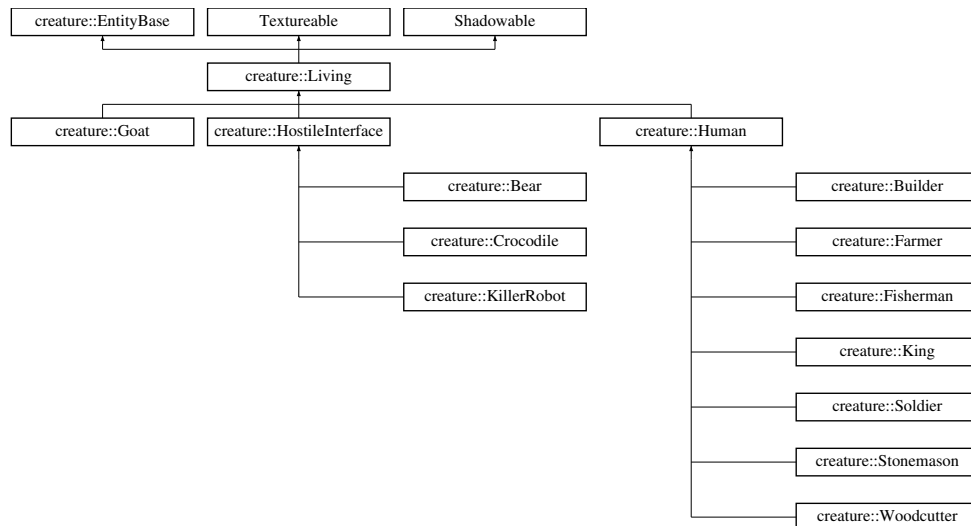 creature::EntityBase
Textureable
Shadowable
creature::Living
creature::Goat
creature::HostileInterface
creature::Human
creature::Bear
creature::Builder
creature::Crocodile
creature::Farmer
creature::KillerRobot
creature::Fisherman
creature::King
creature::Soldier
creature::Stonemason
creature::Woodcutter